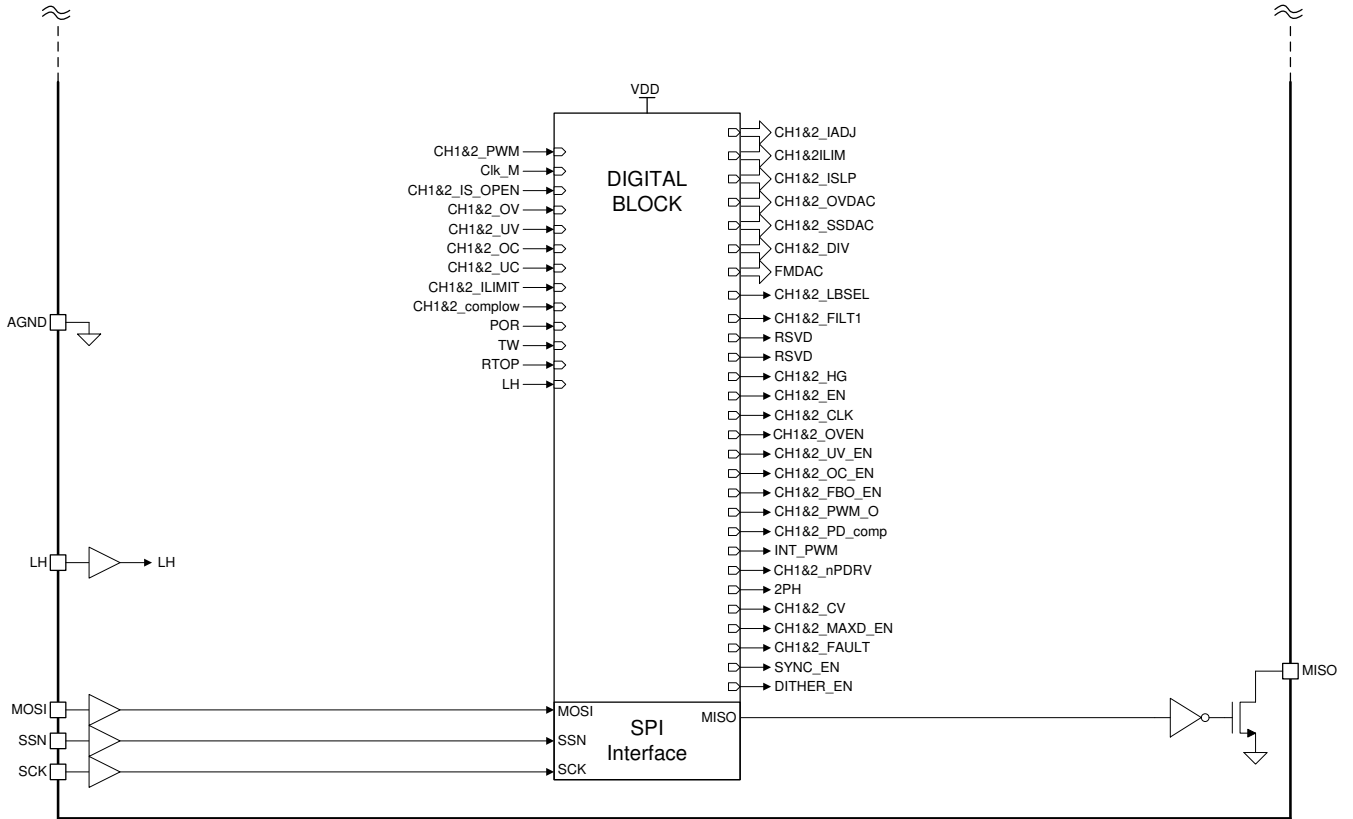 VDD
DIGITAL
BLOCK
CH1&2_PWM
Clk_M
CH1&2_IS_OPEN
CH1&2_OV
CH1&2_UV
CH1&2_OC
CH1&2_UC
CH1&2_ILIMIT
CH1&2_complow
POR
TW
RTOP
LH
CH1&2_IADJ
CH1&2ILIM
CH1&2_ISLP
CH1&2_OVDAC
CH1&2_SSDAC
CH1&2_DIV
FMDAC
CH1&2_LBSEL
CH1&2_FILT1
RSVD
RSVD
CH1&2_HG
CH1&2_EN
CH1&2_CLK
CH1&2_OVEN
CH1&2_UV_EN
CH1&2_OC_EN
CH1&2_FBO_EN
CH1&2_PWM_O
CH1&2_PD_comp
INT_PWM
CH1&2_nPDRV
2PH
CH1&2_CV
CH1&2_MAXD_EN
CH1&2_FAULT
SYNC_EN
DITHER_EN
AGND
LH
LH
MOSI
SSN
SCK
MOSI
SSN
SCK
SPI
Interface
MISO
MISO